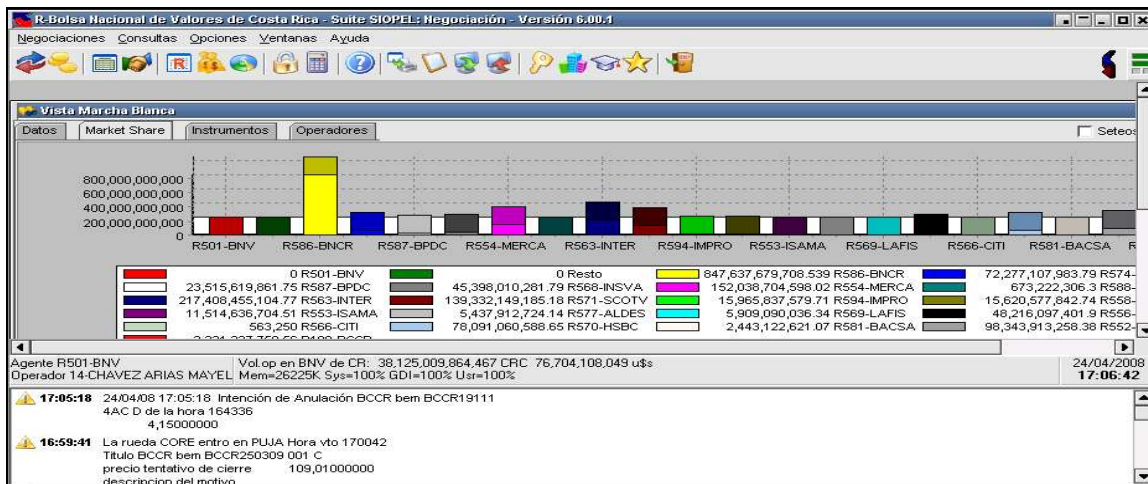 R-Bolsa Nacional de Valores de Costa Rica - Suite SIOPEL: Negociación - Versión 6.00.1
Negociaciones Consultas Opciones Ventanas Ayuda
Vista Marcha Blanca
Datos Market Share Instrumentos Operadores Seteos
800,000,000,000
600,000,000,000
400,000,000,000
200,000,000,000
0
R501-BNV R586-BNCR R587-BPDC R554-MERCA R563-INTER R594-IMPRO R553-ISAMA R569-LAFIS R566-CITI R581-BACSA R
0 R501-BNV 0 Resto 847,637,679,708.539 R586-BNCR 72,277,107,983.79 R574-
23,515,619,861.75 R587-BPDC 45,398,010,281.79 R568-INSVA 152,038,704,598.02 R554-MERCA 673,222,306.3 R588-
217,408,455,104.77 R563-INTER 139,332,149,185.18 R571-SCOTV 15,965,837,579.71 R594-IMPRO 15,620,577,842.74 R558-
11,514,636,704.51 R553-ISAMA 5,437,912,724.14 R577-ALDES 5,909,090,036.34 R569-LAFIS 48,216,097,401.9 R556-
563,250 R566-CITI 78,091,060,588.65 R570-HSBC 2,443,122,621.07 R581-BACSA 98,343,913,258.38 R552-
Agente R501-BNV Vol.op en BNV de CR: 38,125,009,864,467 CRC 76,704,108,049 u$s 24/04/2008
Operador 14-CHAVEZ ARIAS MAYEL Mem=26225K Sys=100% GDI=100% Usr=100% 17:06:42
17:05:18 24/04/08 17:05:18 Intención de Anulación BCCR bem BCCR19111
4AC D de la hora 164336
4,15000000
16:59:41 La rueda CORE entro en PUJA Hora vto 170042
Titulo BCCR bem BCCR250309 001 C
precio tentativo de cierre 109,01000000
descripcion del motivo